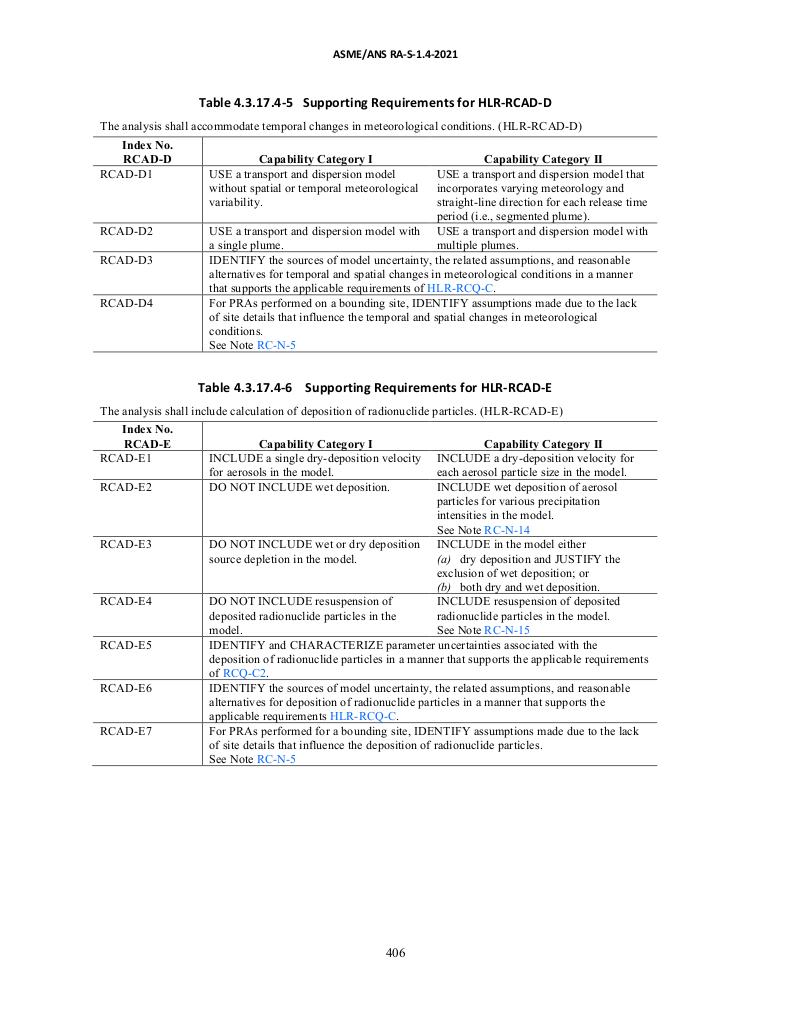 ASME/ANS RA-S-1.4-2021
Table 4.3.17.4-5 Supporting Requirements for HLR-RCAD-D
The analysis shall accommodate temporal changes in meteorological conditions. (HLR-RCAD-D)
Index No.
RCAD-D
Capability Category I
Capability Category II
RCAD-D1
USE a transport and dispersion model
without spatial or temporal meteorological
variability.
USE a transport and dispersion model that
incorporates varying meteorology and
straight-line direction for each release time
period (i.e., segmented plume).
RCAD-D2
USE a transport and dispersion model with
a single plume.
USE a transport and dispersion model with
multiple plumes.
RCAD-D3
IDENTIFY the sources of model uncertainty, the related assumptions, and reasonable
alternatives for temporal and spatial changes in meteorological conditions in a manner
that supports the applicable requirements of HLR-RCQ-C.
RCAD-D4
For PRAs performed on a bounding site, IDENTIFY assumptions made due to the lack
of site details that influence the temporal and spatial changes in meteorological
conditions.
See Note RC-N-5
Table 4.3.17.4-6 Supporting Requirements for HLR-RCAD-E
The analysis shall include calculation of deposition of radionuclide particles. (HLR-RCAD-E)
Index No.
RCAD-E
Capability Category I
Capability Category II
RCAD-E1
INCLUDE a single dry-deposition velocity
for aerosols in the model.
INCLUDE a dry-deposition velocity for
each aerosol particle size in the model.
RCAD-E2
DO NOT INCLUDE wet deposition.
INCLUDE wet deposition of aerosol
particles for various precipitation
intensities in the model.
See Note RC-N-14
RCAD-E3
DO NOT INCLUDE wet or dry deposition
source depletion in the model.
INCLUDE in the model either
(a) dry deposition and JUSTIFY the
exclusion of wet deposition; or
(b) both dry and wet deposition.
RCAD-E4
DO NOT INCLUDE resuspension of
deposited radionuclide particles in the
model.
INCLUDE resuspension of deposited
radionuclide particles in the model.
See Note RC-N-15
RCAD-E5
IDENTIFY and CHARACTERIZE parameter uncertainties associated with the
deposition of radionuclide particles in a manner that supports the applicable requirements
of RCQ-C2.
RCAD-E6
IDENTIFY the sources of model uncertainty, the related assumptions, and reasonable
alternatives for deposition of radionuclide particles in a manner that supports the
applicable requirements HLR-RCQ-C.
RCAD-E7
For PRAs performed for a bounding site, IDENTIFY assumptions made due to the lack
of site details that influence the deposition of radionuclide particles.
See Note RC-N-5
406